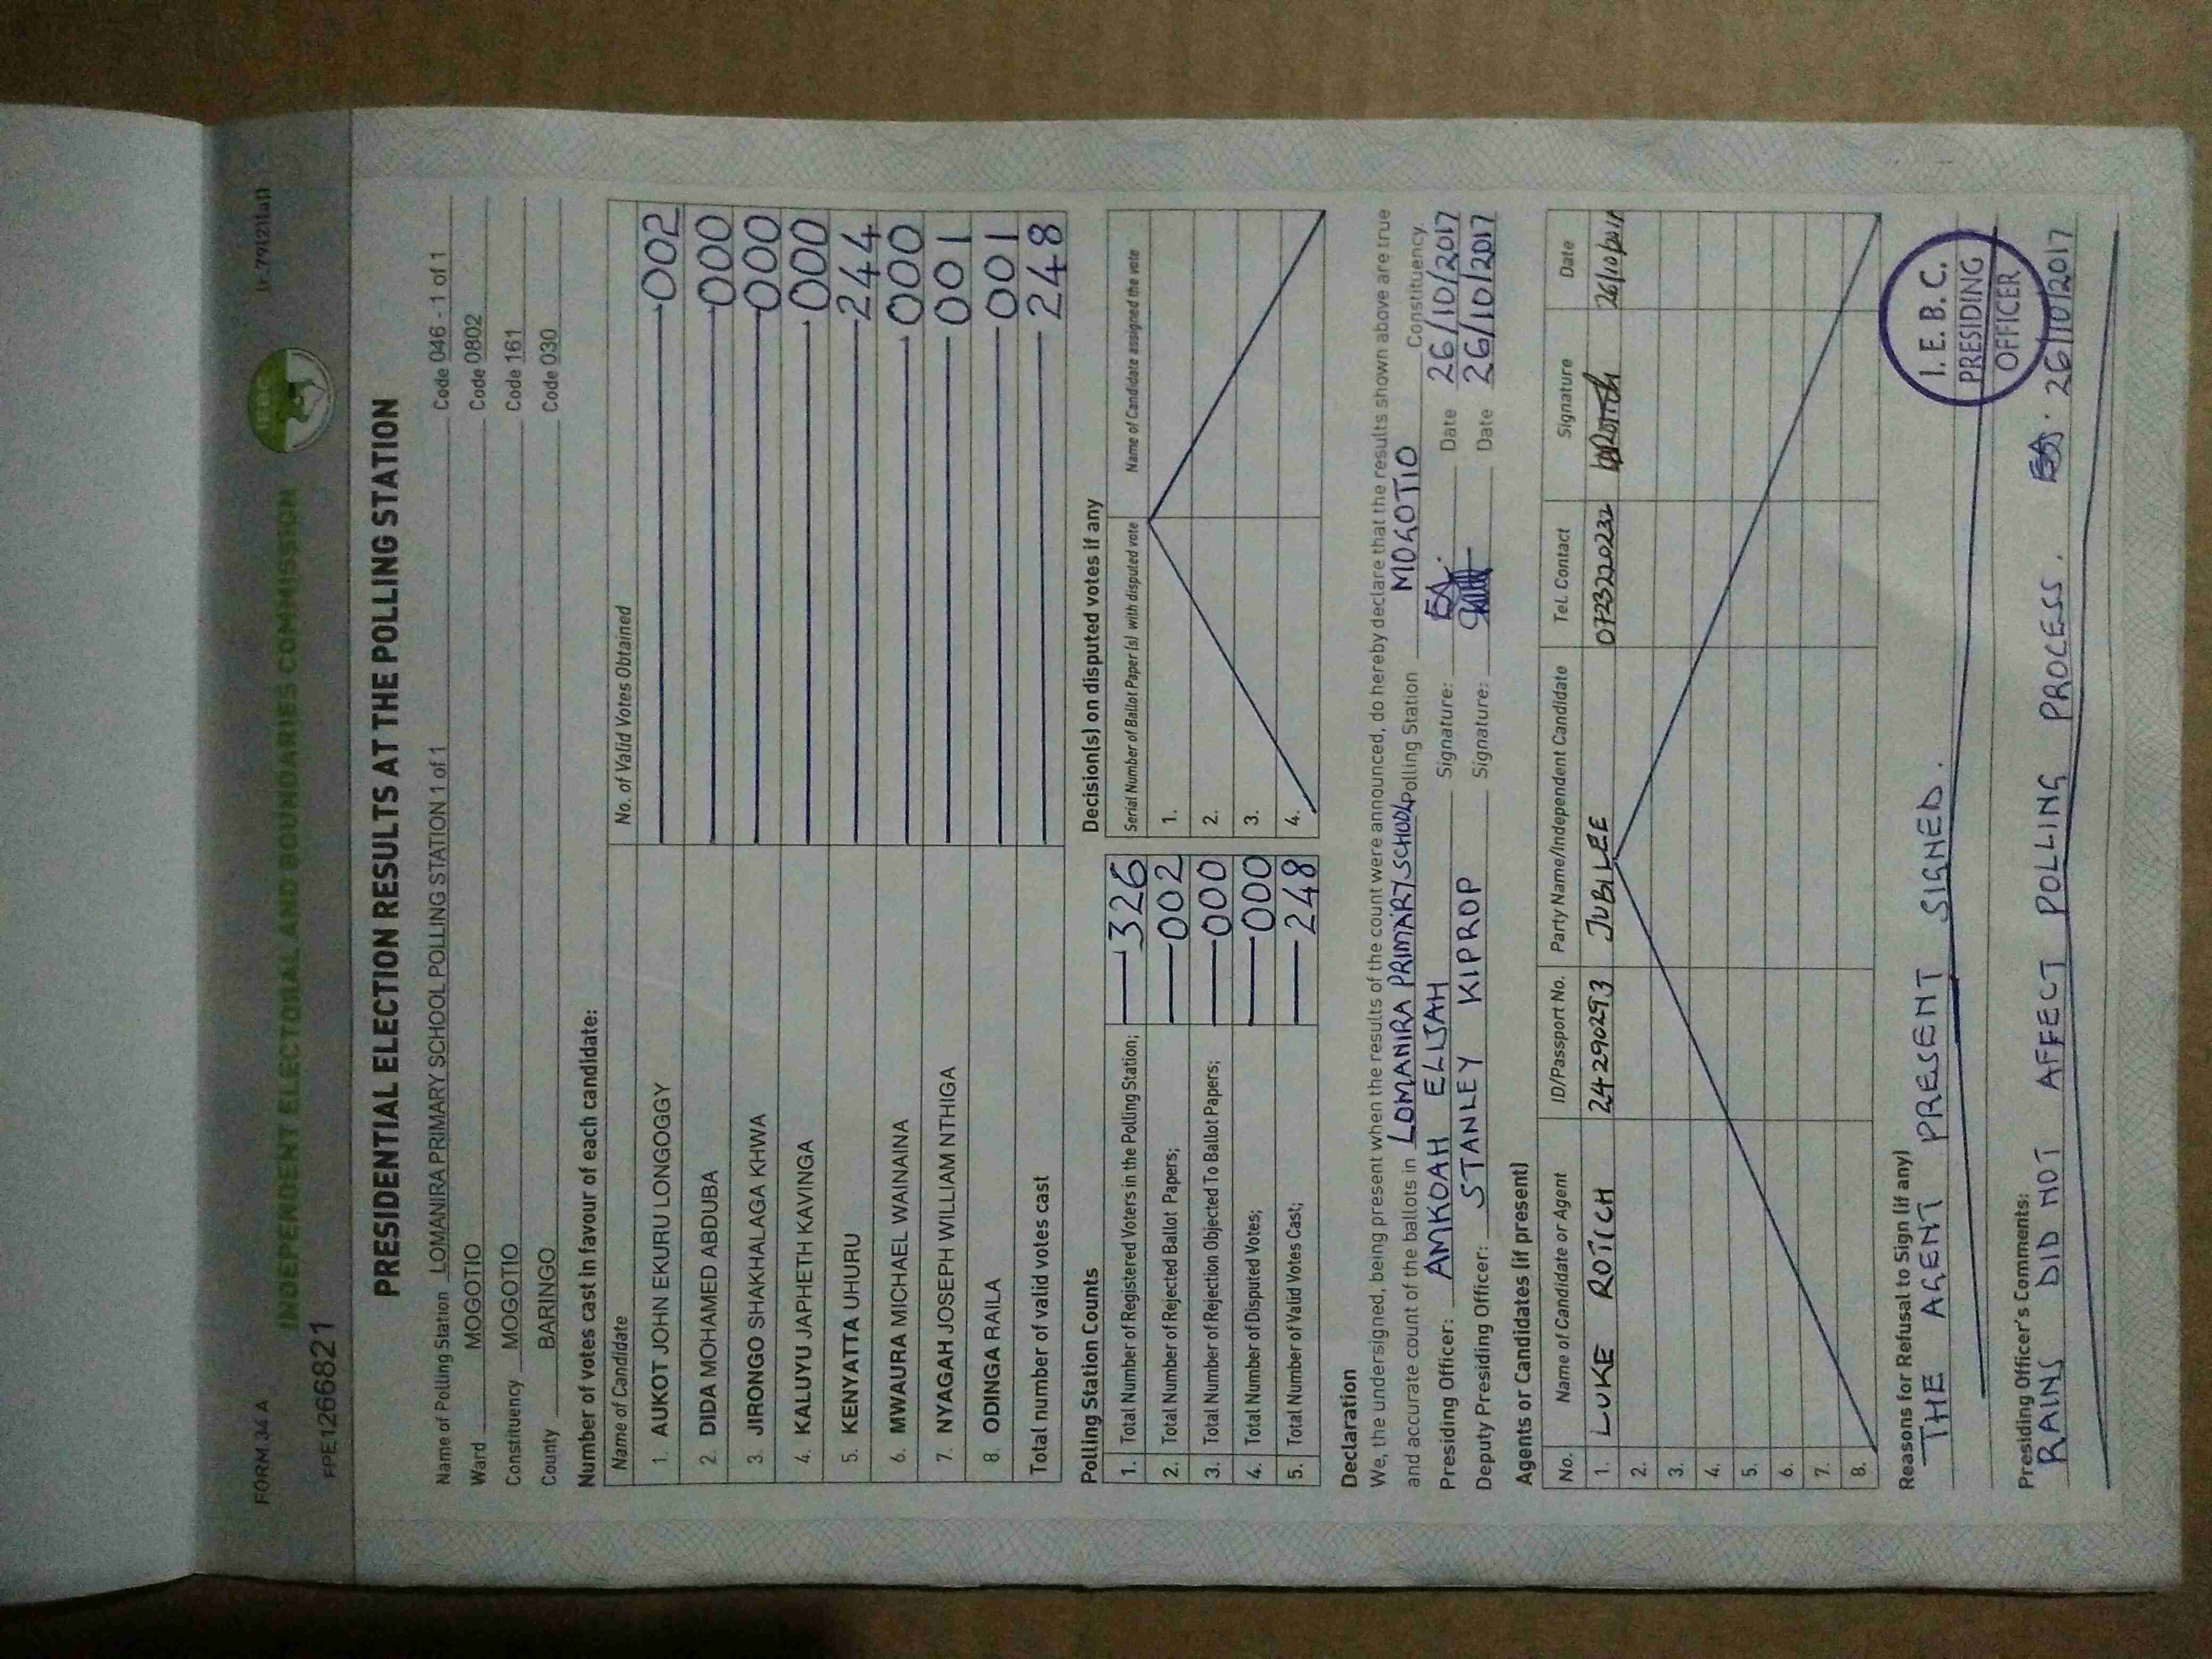 FORM 34 A
INDEPENDENT ELECTORAL AND BOUNDARIES COMMISSION
IEBC
FPE1266821
PRESIDENTIAL ELECTION RESULTS AT THE POLLING STATION
Name of Polling Station LOMANIRA PRIMARY SCHOOL POLLING STATION 1 of 1 Code 046 - 1 of 1
Ward MOGOTIO Code 0802
Constituency MOGOTIO Code 161
County BARINGO Code 030
Number of votes cast in favour of each candidate:
Name of Candidate No. of Valid Votes Obtained
1. AUKOT JOHN EKURU LONGOGGY 002
2. DIDA MOHAMED ABDUBA 000
3. JIRONGO SHAKHALAGA KHWA 000
4. KALUYU JAPHETH KAVINGA 000
5. KENYATTA UHURU 244
6. MWAURA MICHAEL WAINAINA 000
7. NYAGAH JOSEPH WILLIAM NTHIGA 001
8. ODINGA RAILA 001
Total number of valid votes cast 248
Polling Station Counts
1. Total Number of Registered Voters in the Polling Station; 326
2. Total Number of Rejected Ballot Papers; 002
3. Total Number of Rejection Objected To Ballot Papers; 000
4. Total Number of Disputed Votes; 000
5. Total Number of Valid Votes Cast; 248
Decision(s) on disputed votes if any
Serial Number of Ballot Paper (s) with disputed vote Name of Candidate assigned the vote
1.
2.
3.
4.
Declaration
We, the undersigned, being present when the results of the count were announced, do hereby declare that the results shown above are true
and accurate count of the ballots in LOMANIRA PRIMARY SCHOOL Polling Station MOGOTIO Constituency.
Presiding Officer: AMKOAH ELIJAH Signature: EA. Date 26/10/2017
Deputy Presiding Officer: STANLEY KIPROP Signature: Date 26/10/2017
Agents or Candidates (if present)
No. Name of Candidate or Agent ID/Passport No. Party Name/Independent Candidate Tel. Contact Signature Date
1. LUKE ROTICH 24290293 JUBILEE 0723220232 26/10/2017
2.
3.
4.
5.
6.
7.
8.
Reasons for Refusal to Sign (if any)
THE AGENT PRESENT SIGNED.
I.E.B.C.
PRESIDING
OFFICER
Presiding Officer's Comments:
RAINS DID NOT AFFECT POLLING PROCESS. EA. 26/10/2017